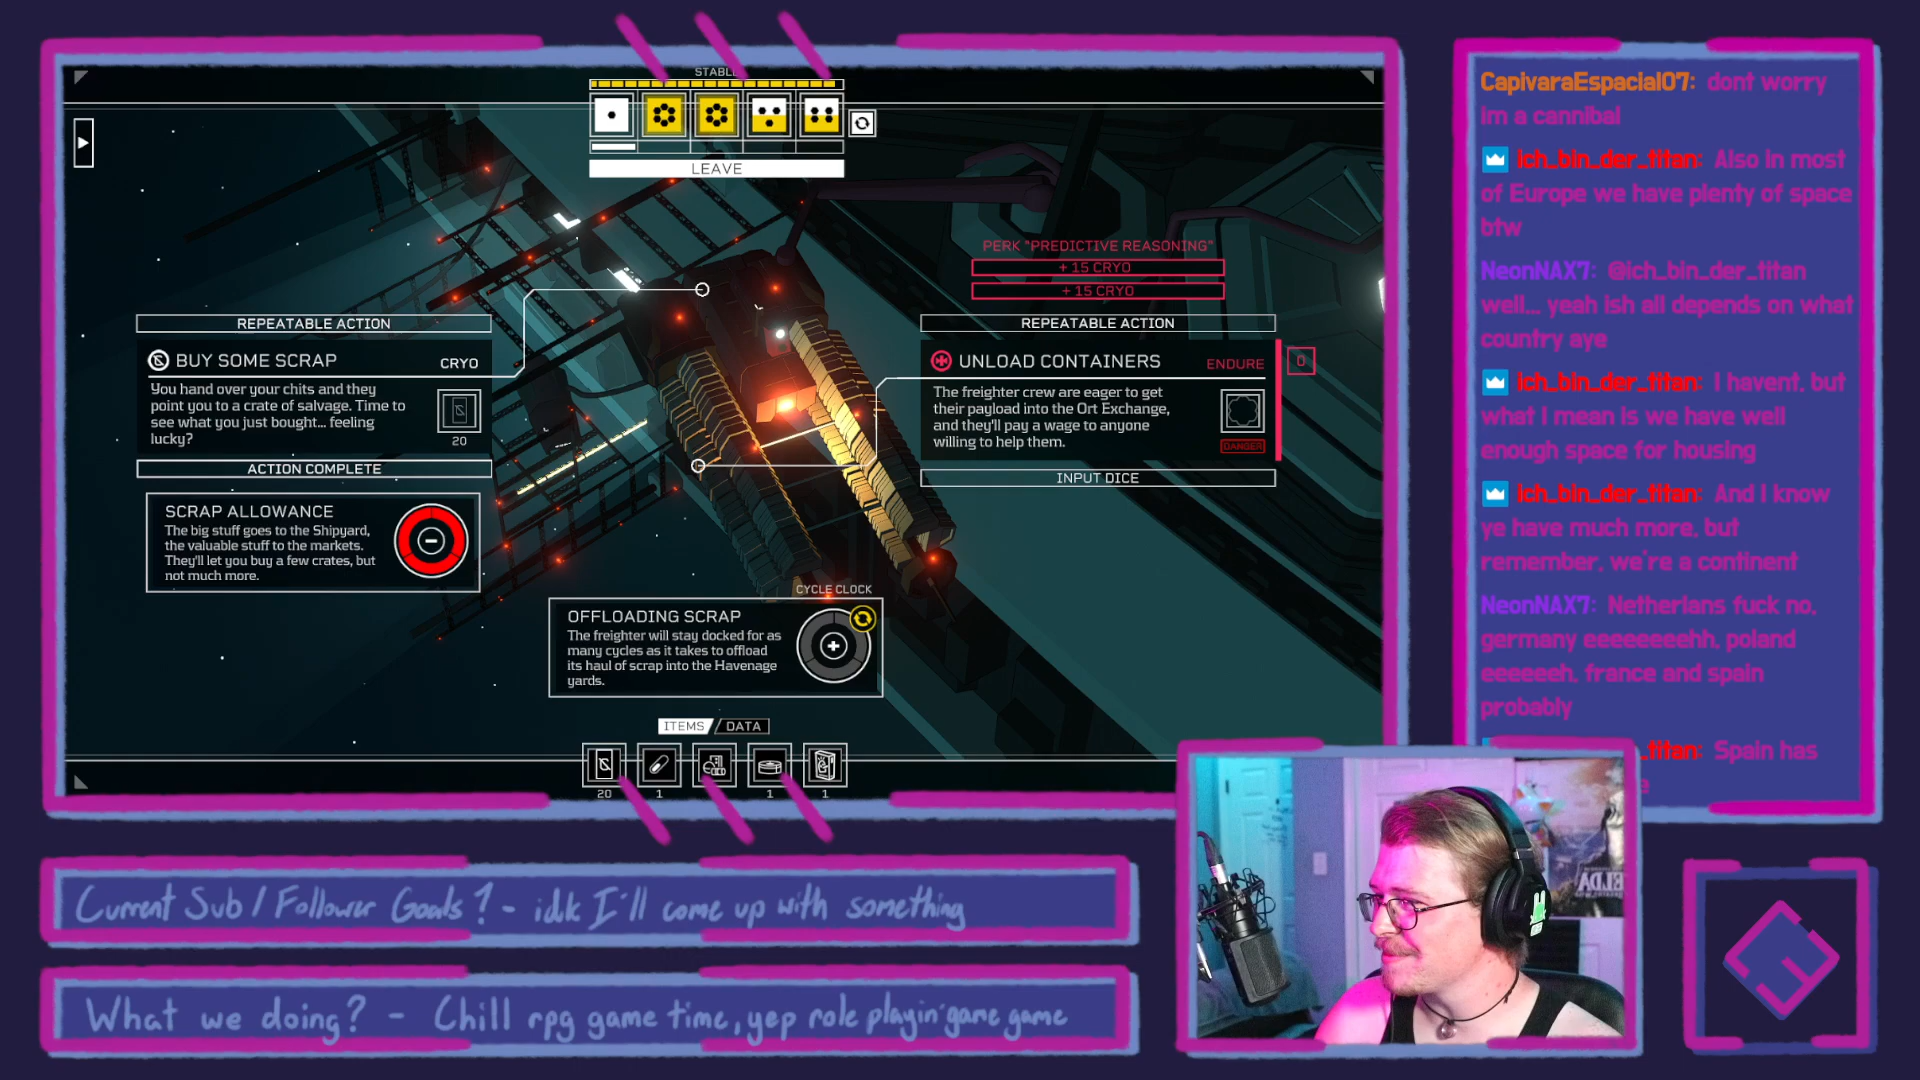 STABLE
LEAVE
PERK "PREDICTIVE REASONING"
+ 15 CRYO
+ 15 CRYO
REPEATABLE ACTION
BUY SOME SCRAP
CRYO
You hand over your chits and they
point you to a crate of salvage. Time to
see what you just bought... feeling
lucky?
20
ACTION COMPLETE
SCRAP ALLOWANCE
The big stuff goes to the Shipyard,
the valuable stuff to the markets.
They'll let you buy a few crates, but
not much more.
REPEATABLE ACTION
UNLOAD CONTAINERS
ENDURE
0
The freighter crew are eager to get
their payload into the Ort Exchange,
and they'll pay a wage to anyone
willing to help them.
DANGER
INPUT DICE
CYCLE CLOCK
OFFLOADING SCRAP
The freighter will stay docked for as
many cycles as it takes to offload
its haul of scrap into the Havenage
yards.
ITEMS / DATA
20 1 1 1
CapivaraEspacial07: dont worry
im a cannibal
ich_bin_der_titan: Also in most
of Europe we have plenty of space
btw
NeonNAX7: @ich_bin_der_titan
well... yeah ish all depends on what
country aye
ich_bin_der_titan: I havent, but
what I mean is we have well
enough space for housing
ich_bin_der_titan: And I know
ye have much more, but
remember, we're a continent
NeonNAX7: Netherlans fuck no,
germany eeeeeeeehh, poland
eeeeeeh, france and spain
probably
_titan: Spain has
Current Sub / Follower Goals? - idk I'll come up with something
What we doing? - Chill rpg game time, yep role playin' game game
ZELDA